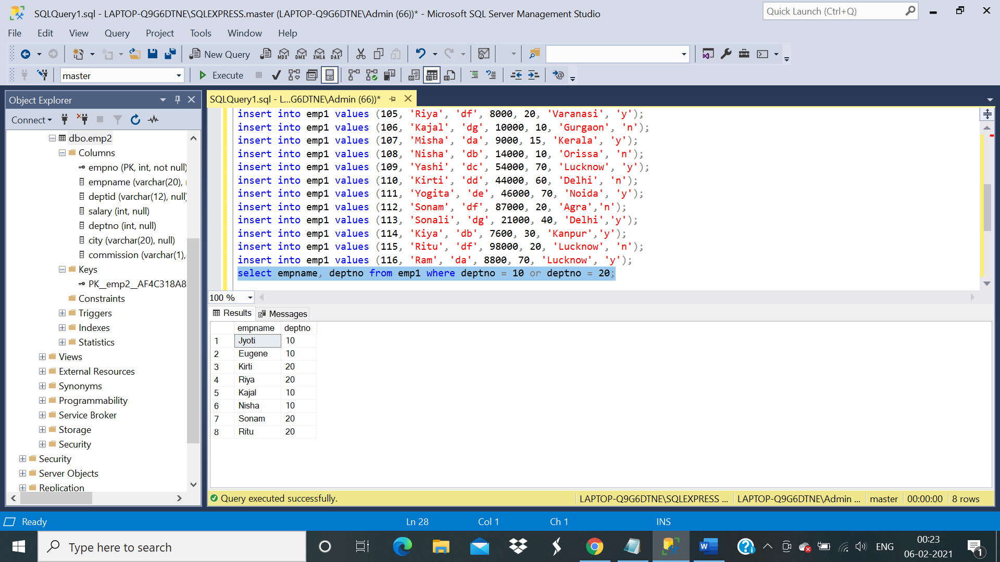 SQLQuery1.sql - LAPTOP-Q9G6DTNE\SQLEXPRESS.master (LAPTOP-Q9G6DTNE\Admin (66))* - Microsoft SQL Server Management Studio
Quick Launch (Ctrl+Q)
File Edit View Query Project Tools Window Help
New Query MDX DMX XMLA DAX
master Execute
Object Explorer
Connect
dbo.emp2
Columns
empno (PK, int, not null)
empname (varchar(20),
deptid (varchar(12), null)
salary (int, null)
deptno (int, null)
city (varchar(20), null)
commission (varchar(1),
Keys
PK__emp2__AF4C318A8
Constraints
Triggers
Indexes
Statistics
Views
External Resources
Synonyms
Programmability
Service Broker
Storage
Security
Security
Server Objects
Replication
SQLQuery1.sql - L...G6DTNE\Admin (66))*
insert into emp1 values (105, 'Riya', 'df', 8000, 20, 'Varanasi', 'y');
insert into emp1 values (106, 'Kajal', 'dg', 10000, 10, 'Gurgaon', 'n');
insert into emp1 values (107, 'Misha', 'da', 9000, 15, 'Kerala', 'y');
insert into emp1 values (108, 'Nisha', 'db', 14000, 10, 'Orissa', 'n');
insert into emp1 values (109, 'Yashi', 'dc', 54000, 70, 'Lucknow', 'y');
insert into emp1 values (110, 'Kirti', 'dd', 44000, 60, 'Delhi', 'n');
insert into emp1 values (111, 'Yogita', 'de', 46000, 70, 'Noida', 'y');
insert into emp1 values (112, 'Sonam', 'df', 87000, 20, 'Agra','n');
insert into emp1 values (113, 'Sonali', 'dg', 21000, 40, 'Delhi','y');
insert into emp1 values (114, 'Kiya', 'db', 7600, 30, 'Kanpur','y');
insert into emp1 values (115, 'Ritu', 'df', 98000, 20, 'Lucknow', 'n');
insert into emp1 values (116, 'Ram', 'da', 8800, 70, 'Lucknow', 'y');
select empname, deptno from emp1 where deptno = 10 or deptno = 20;
100 %
Results Messages
empname deptno
1 Jyoti 10
2 Eugene 10
3 Kirti 20
4 Riya 20
5 Kajal 10
6 Nisha 10
7 Sonam 20
8 Ritu 20
Query executed successfully. LAPTOP-Q9G6DTNE\SQLEXPRESS ... LAPTOP-Q9G6DTNE\Admin ... master 00:00:00 8 rows
Ready Ln 28 Col 1 Ch 1 INS
Type here to search
ENG
00:23
06-02-2021
1